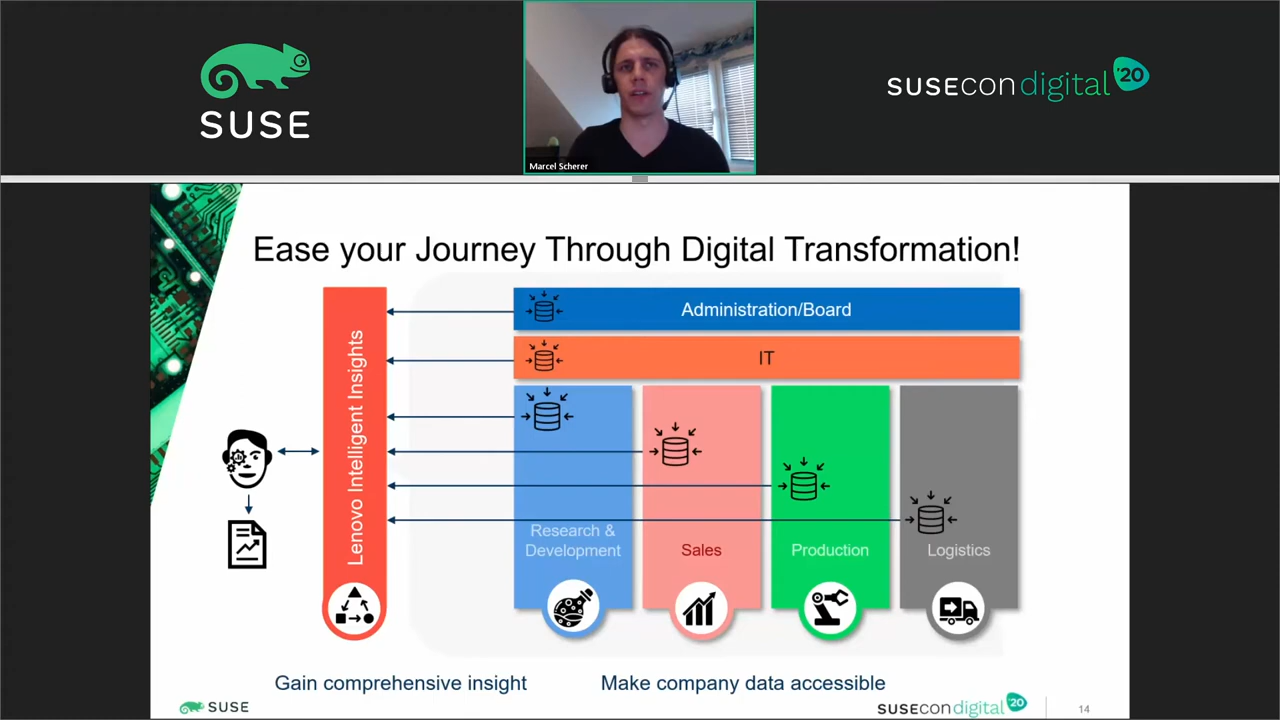 SUSE
Marcel Scherer
SUSECON digital '20
Ease your Journey Through Digital Transformation!
Lenovo Intelligent Insights
Administration/Board
IT
Research &
Development
Sales
Production
Logistics
Gain comprehensive insight
Make company data accessible
SUSE
SUSECON digital '20
14